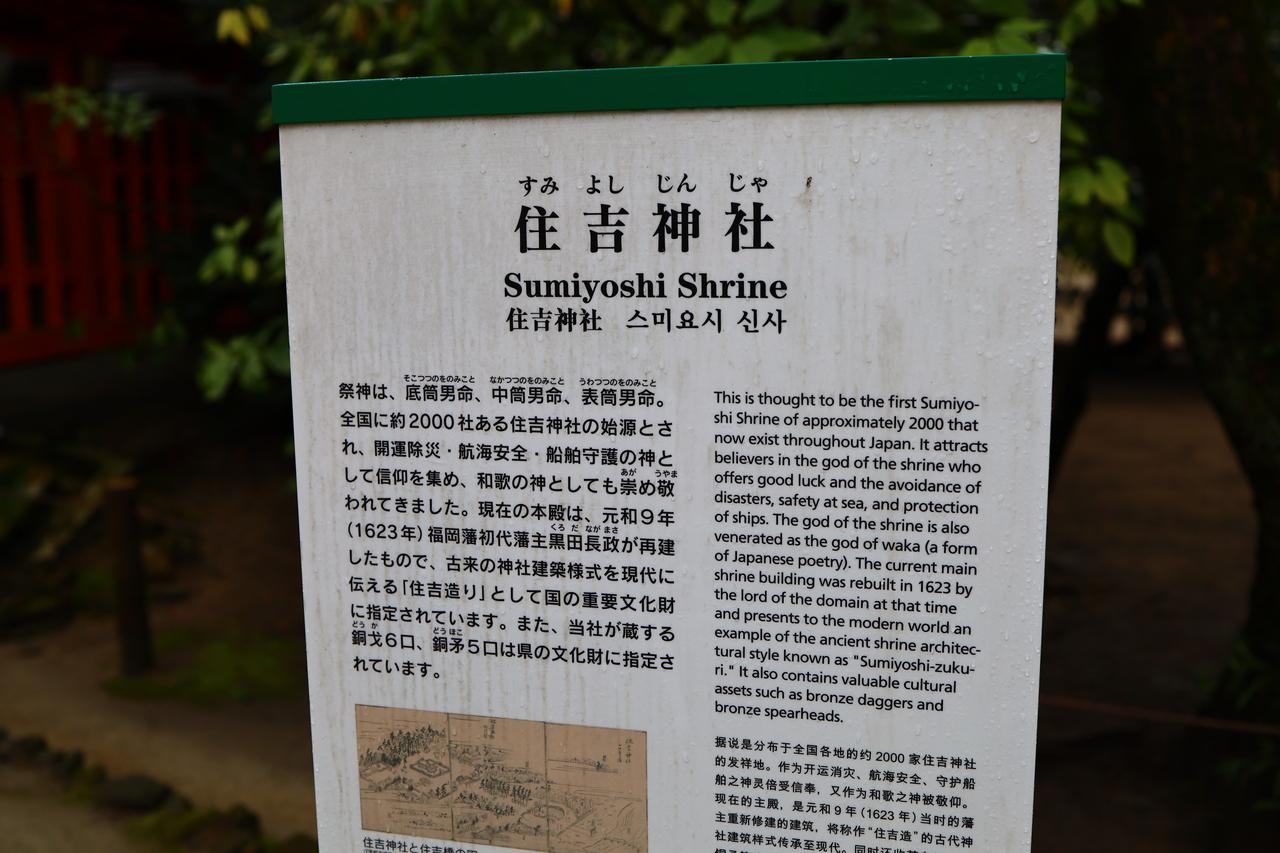 すみ よし じん じゃ
住吉神社
Sumiyoshi Shrine
住吉神社 스미요시 신사
そこつつのをのみこと なかつつのをのみこと うわつつのをのみこと
祭神は、底筒男命、中筒男命、表筒男命。
全国に約2000社ある住吉神社の始源とさ
れ、開運除災・航海安全・船舶守護の神と
あが うやま
して信仰を集め、和歌の神としても崇め敬
われてきました。現在の本殿は、元和9年
くろ だ なが まさ
(1623年)福岡藩初代藩主黒田長政が再建
したもので、古来の神社建築様式を現代に
伝える「住吉造り」として国の重要文化財
に指定されています。また、当社が蔵する
どう か どう ほこ
銅戈6口、銅矛5口は県の文化財に指定さ
れています。
住吉神社
住吉神社と住吉橋の図
This is thought to be the first Sumiyo-
shi Shrine of approximately 2000 that
now exist throughout Japan. It attracts
believers in the god of the shrine who
offers good luck and the avoidance of
disasters, safety at sea, and protection
of ships. The god of the shrine is also
venerated as the god of waka (a form
of Japanese poetry). The current main
shrine building was rebuilt in 1623 by
the lord of the domain at that time
and presents to the modern world an
example of the ancient shrine architec-
tural style known as "Sumiyoshi-zuku-
ri." It also contains valuable cultural
assets such as bronze daggers and
bronze spearheads.
据说是分布于全国各地的约 2000 家住吉神社
的发祥地。作为开运消灾、航海安全、守护船
舶之神灵倍受信奉，又作为和歌之神被敬仰。
现在的主殿，是元和 9 年 (1623 年) 当时的藩
主重新修建的建筑，将称作“住吉造”的古代神
社建筑样式传承至现代。同时还收